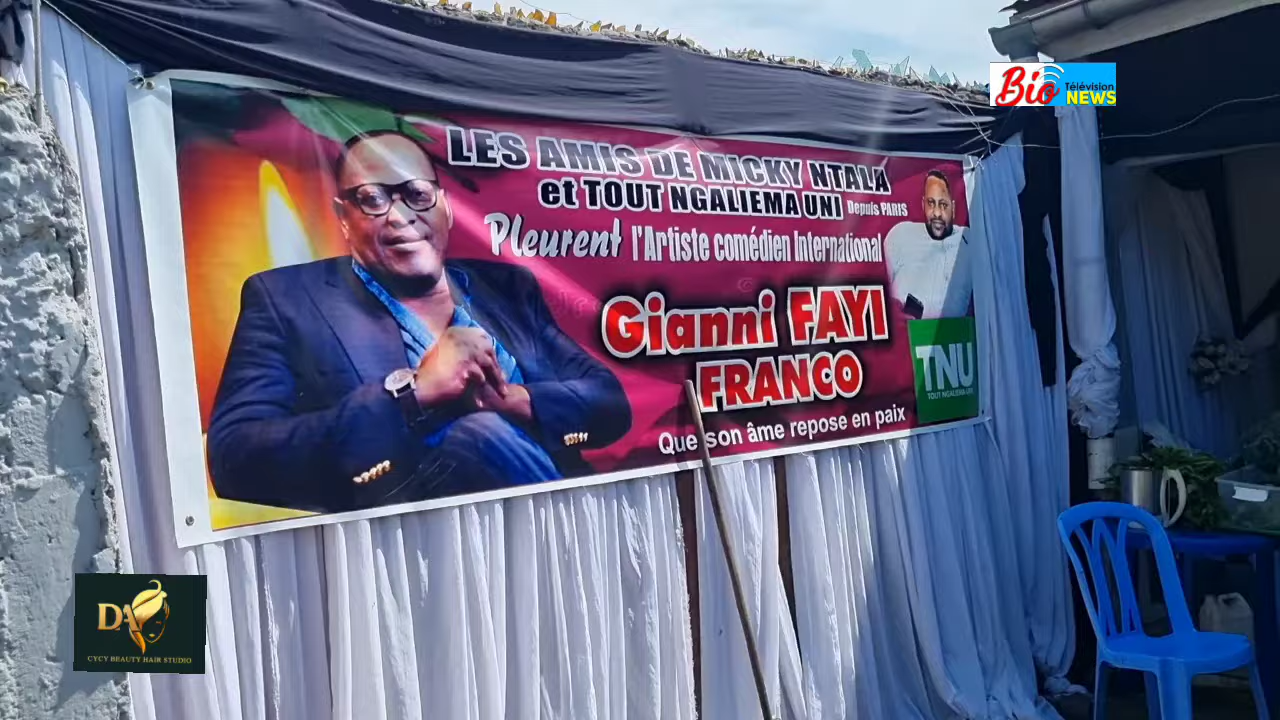 Bio Télévision NEWS
LES AMIS DE MICKY NTALA
et TOUT NGALIEMA UNI Depuis PARIS
Pleurent l'Artiste comédien International
Gianni FAYI
FRANCO
Que son âme repose en paix
TNU
TOUT NGALIEMA UNI
DA
CYCY BEAUTY HAIR STUDIO